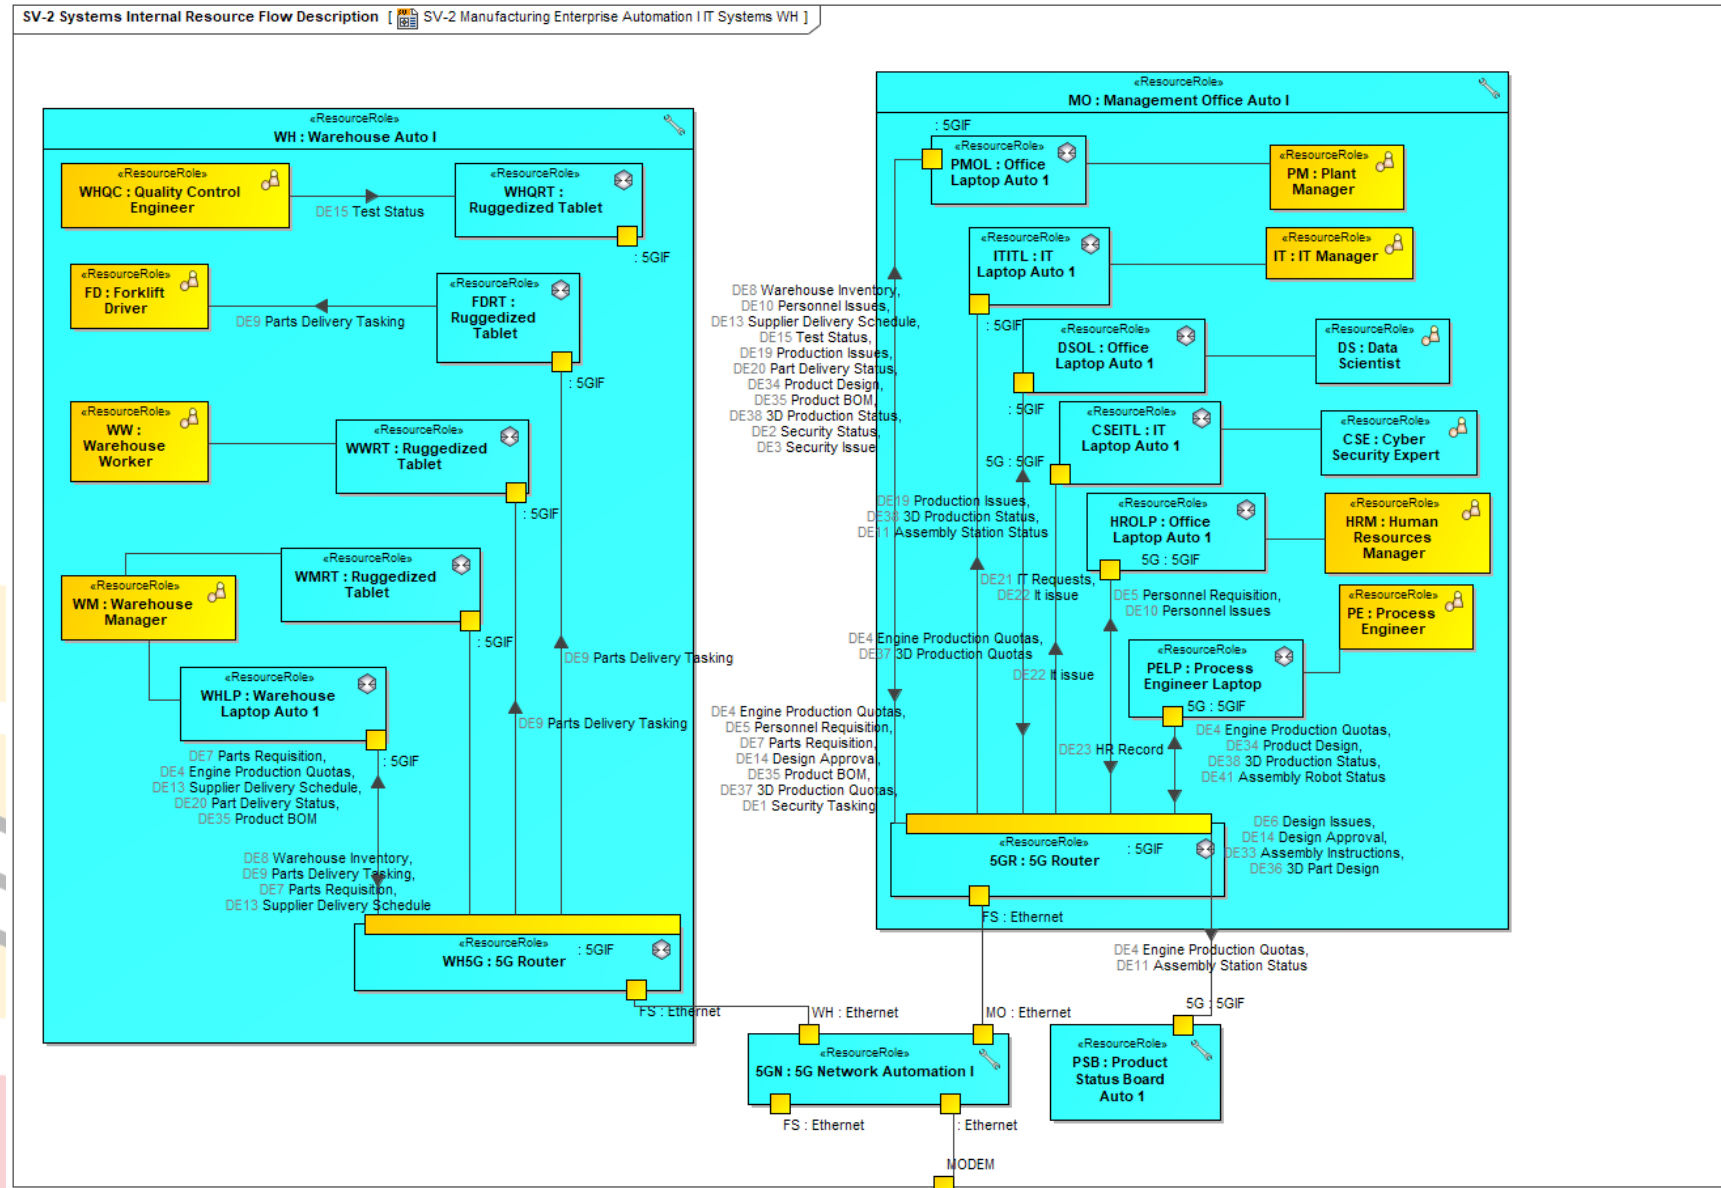 SV-2 Systems Internal Resource Flow Description [ SV-2 Manufacturing Enterprise Automation I IT Systems WH ]
«ResourceRole»
WH : Warehouse Auto I
«ResourceRole»
WHQC : Quality Control
Engineer
DE15 Test Status
«ResourceRole»
WHQRT :
Ruggedized Tablet
: 5GIF
«ResourceRole»
FD : Forklift
Driver
DE9 Parts Delivery Tasking
«ResourceRole»
FDRT :
Ruggedized
Tablet
: 5GIF
«ResourceRole»
WW :
Warehouse
Worker
«ResourceRole»
WWRT : Ruggedized
Tablet
: 5GIF
«ResourceRole»
WM : Warehouse
Manager
«ResourceRole»
WMRT : Ruggedized
Tablet
: 5GIF
DE9 Parts Delivery Tasking
«ResourceRole»
WHLP : Warehouse
Laptop Auto 1
: 5GIF
DE9 Parts Delivery Tasking
DE7 Parts Requisition,
DE4 Engine Production Quotas,
DE13 Supplier Delivery Schedule,
DE20 Part Delivery Status,
DE35 Product BOM
DE8 Warehouse Inventory,
DE9 Parts Delivery Tasking,
DE7 Parts Requisition,
DE13 Supplier Delivery Schedule
«ResourceRole»
WH5G : 5G Router
: 5GIF
FS : Ethernet
«ResourceRole»
MO : Management Office Auto I
: 5GIF
«ResourceRole»
PMOL : Office
Laptop Auto 1
«ResourceRole»
PM : Plant
Manager
«ResourceRole»
ITITL : IT
Laptop Auto 1
: 5GIF
«ResourceRole»
IT : IT Manager
DE8 Warehouse Inventory,
DE10 Personnel Issues,
DE13 Supplier Delivery Schedule,
DE15 Test Status,
DE19 Production Issues,
DE20 Part Delivery Status,
DE34 Product Design,
DE35 Product BOM,
DE38 3D Production Status,
DE2 Security Status,
DE3 Security Issue
«ResourceRole»
DSOL : Office
Laptop Auto 1
: 5GIF
«ResourceRole»
DS : Data
Scientist
«ResourceRole»
CSEITL : IT
Laptop Auto 1
5G : 5GIF
«ResourceRole»
CSE : Cyber
Security Expert
DE19 Production Issues,
DE38 3D Production Status,
DE11 Assembly Station Status
«ResourceRole»
HROLP : Office
Laptop Auto 1
5G : 5GIF
«ResourceRole»
HRM : Human
Resources
Manager
DE21 IT Requests,
DE22 It issue
DE5 Personnel Requisition,
DE10 Personnel Issues
«ResourceRole»
PE : Process
Engineer
DE4 Engine Production Quotas,
DE37 3D Production Quotas
DE22 It issue
«ResourceRole»
PELP : Process
Engineer Laptop
5G : 5GIF
DE4 Engine Production Quotas,
DE5 Personnel Requisition,
DE7 Parts Requisition,
DE14 Design Approval,
DE35 Product BOM,
DE37 3D Production Quotas,
DE1 Security Tasking
DE23 HR Record
DE4 Engine Production Quotas,
DE34 Product Design,
DE38 3D Production Status,
DE41 Assembly Robot Status
DE6 Design Issues,
DE14 Design Approval,
DE33 Assembly Instructions,
DE36 3D Part Design
«ResourceRole»
5GR : 5G Router
: 5GIF
FS : Ethernet
DE4 Engine Production Quotas,
DE11 Assembly Station Status
5G : 5GIF
WH : Ethernet
MO : Ethernet
«ResourceRole»
5GN : 5G Network Automation I
FS : Ethernet
: Ethernet
MODEM
«ResourceRole»
PSB : Product
Status Board
Auto 1